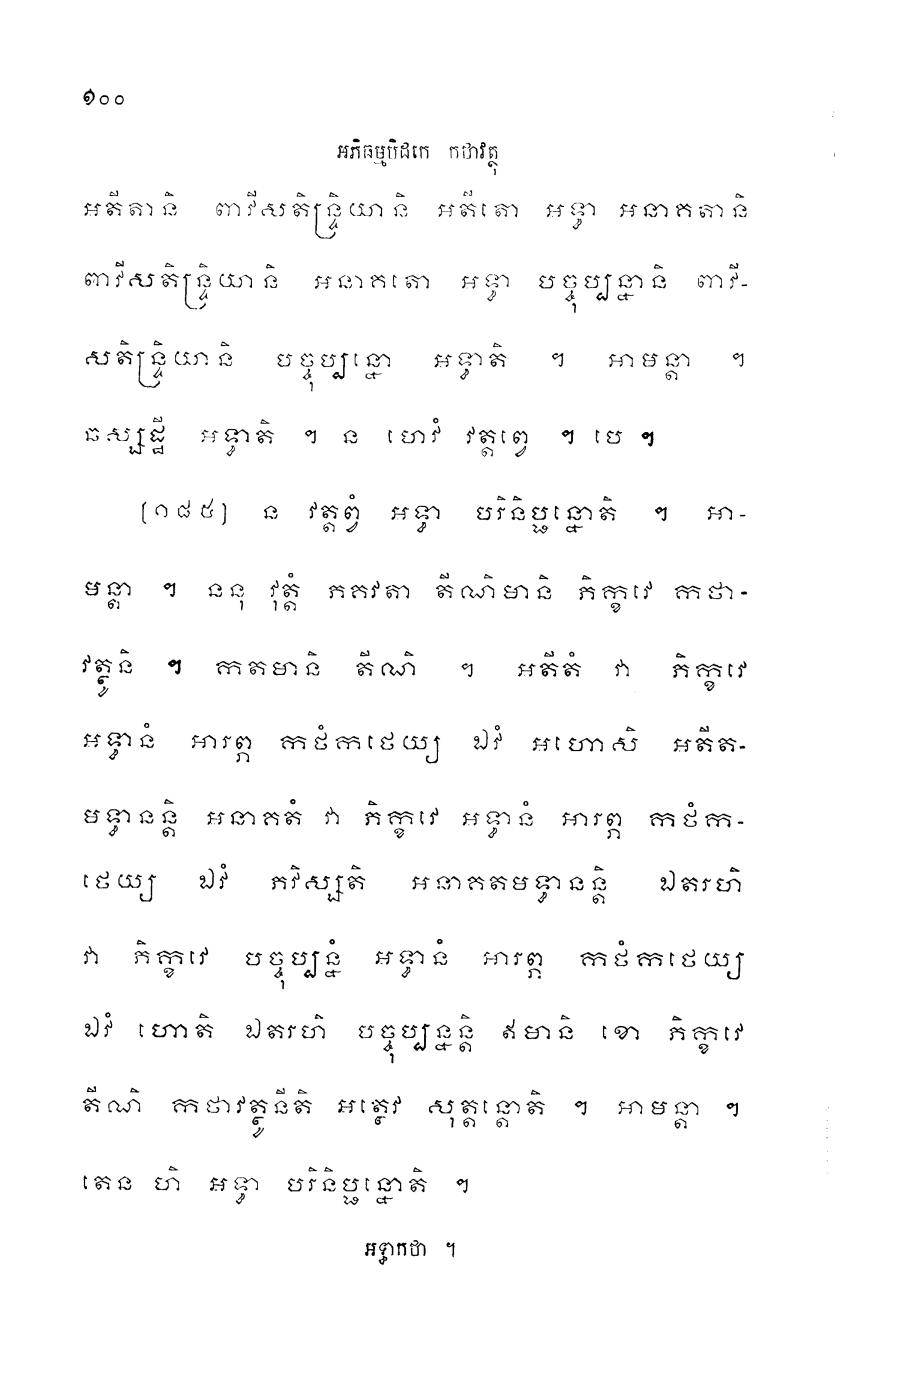 ១០០
អភិធម្មបិដកេ កថាវត្ថុ
អតីតានិ ពាវីសតិន្ទ្រិយានិ អតីតោ អទ្ធា អនាគតានិ
ពាវីសតិន្ទ្រិយានិ អនាគតោ អទ្ធា បច្ចុប្បន្នានិ ពាវី-
សតិន្ទ្រិយានិ បច្ចុប្បន្នោ អទ្ធាតិ ។ អាមន្តា ។
ធស្សដ្ឋី អទ្ធាតិ ។ ន ហេវំ វត្តព្វេ ។ បេ ។
[១៨៥] ន វត្តព្វំ អទ្ធា បរិនិប្ផន្នោតិ ។ អា-
មន្តា ។ ននុ វុត្តំ ភគវតា តីណិមានិ ភិក្ខវេ កថា-
វត្ថូនិ ។ កតមានិ តីណិ ។ អតីតំ វា ភិក្ខវេ
អទ្ធានំ អារព្ភ កថំកថេយ្យ ឯវំ អហោសិ អតីត-
មទ្ធានន្តិ អនាគតំ វា ភិក្ខវេ អទ្ធានំ អារព្ភ កថំក-
ថេយ្យ ឯវំ ភវិស្សតិ អនាគតមទ្ធានន្តិ ឯតរហិ
វា ភិក្ខវេ បច្ចុប្បន្នំ អទ្ធានំ អារព្ភ កថំកថេយ្យ
ឯវំ ហោតិ ឯតរហិ បច្ចុប្បន្នន្តិ ឥមានិ ខោ ភិក្ខវេ
តីណិ កថាវត្ថូនីតិ អត្ថេវ សុត្តន្តោតិ ។ អាមន្តា ។
តេន ហិ អទ្ធា បរិនិប្ផន្នោតិ ។
អទ្ធាកថា ។